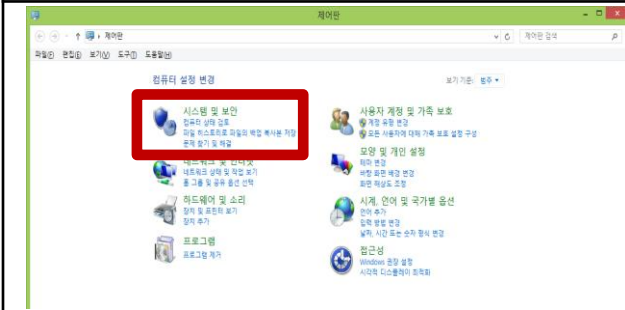 제어판
제어판
제어판 검색
파일(F) 편집(E) 보기(V) 도구(T) 도움말(H)
컴퓨터 설정 변경
보기 기준: 범주
시스템 및 보안
컴퓨터 상태 검토
파일 히스토리로 파일의 백업 복사본 저장
문제 찾기 및 해결
네트워크 및 인터넷
네트워크 상태 및 작업 보기
홈 그룹 및 공유 옵션 선택
하드웨어 및 소리
장치 및 프린터 보기
장치 추가
프로그램
프로그램 제거
사용자 계정 및 가족 보호
계정 유형 변경
모든 사용자에 대해 가족 보호 설정 구성
모양 및 개인 설정
테마 변경
바탕 화면 배경 변경
화면 해상도 조정
시계, 언어 및 국가별 옵션
언어 추가
입력 방법 변경
날짜, 시간 또는 숫자 형식 변경
접근성
Windows 권장 설정
시각적 디스플레이 최적화